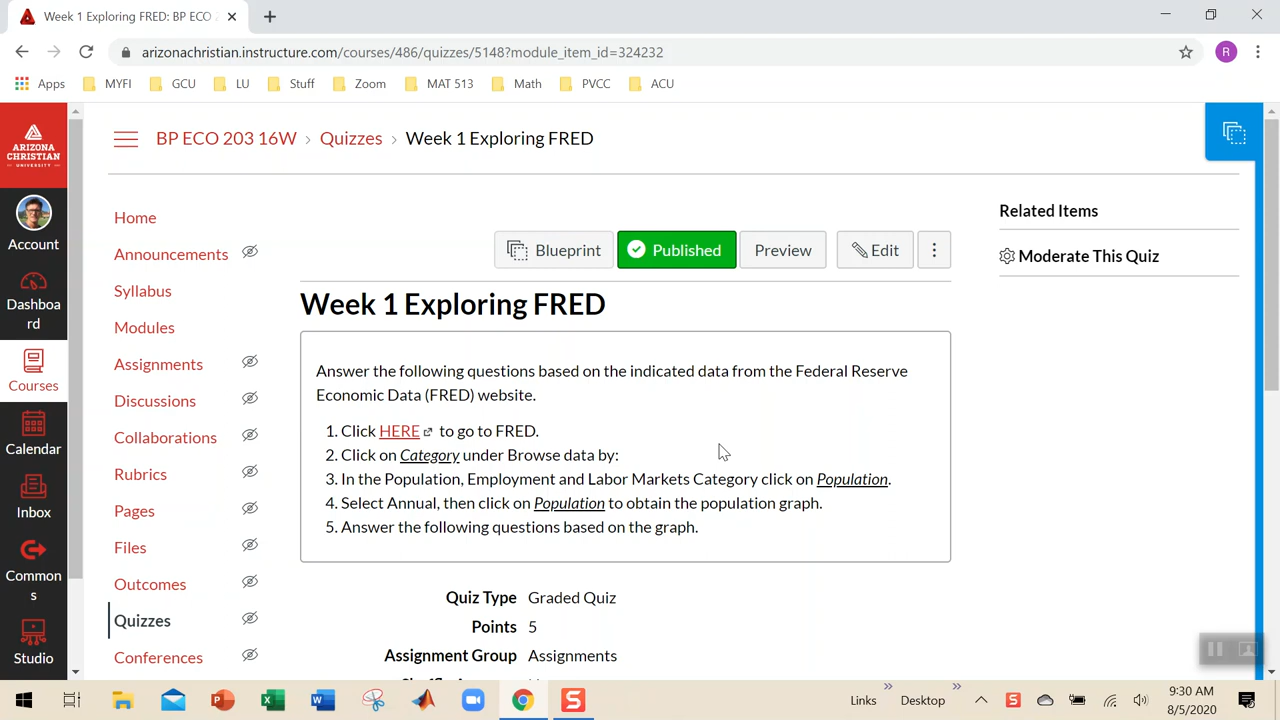 Week 1 Exploring FRED: BP ECO 2
arizonachristian.instructure.com/courses/486/quizzes/5148?module_item_id=324232
R
Apps MYFI GCU LU Stuff Zoom MAT 513 Math PVCC ACU
ARIZONA
CHRISTIAN
UNIVERSITY
Account
Dashboa
rd
Courses
Calendar
Inbox
Common
s
Studio
BP ECO 203 16W › Quizzes › Week 1 Exploring FRED
Home
Announcements
Syllabus
Modules
Assignments
Discussions
Collaborations
Rubrics
Pages
Files
Outcomes
Quizzes
Conferences
Blueprint Published Preview Edit
Week 1 Exploring FRED
Answer the following questions based on the indicated data from the Federal Reserve
Economic Data (FRED) website.
1. Click HERE to go to FRED.
2. Click on Category under Browse data by:
3. In the Population, Employment and Labor Markets Category click on Population.
4. Select Annual, then click on Population to obtain the population graph.
5. Answer the following questions based on the graph.
Quiz Type Graded Quiz
Points 5
Assignment Group Assignments
Related Items
Moderate This Quiz
Links » Desktop »
9:30 AM
8/5/2020